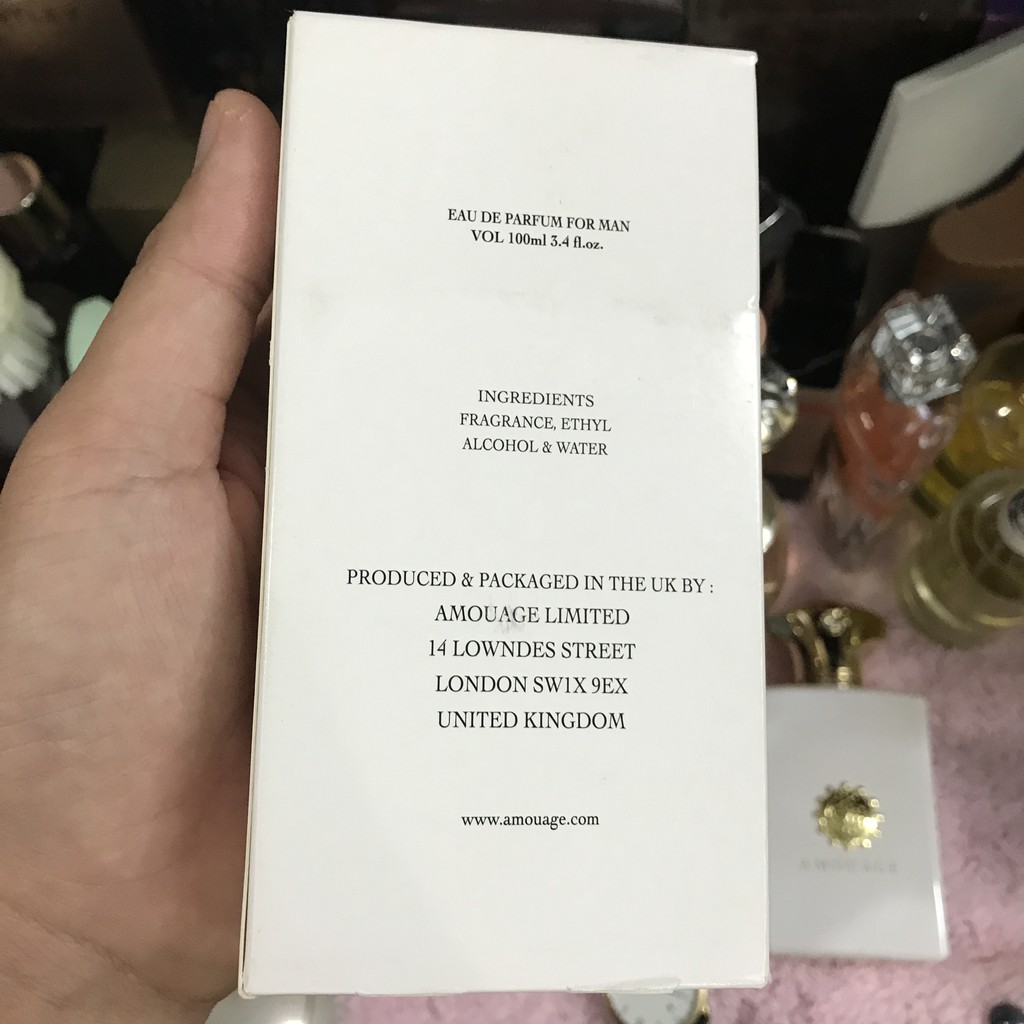 EAU DE PARFUM FOR MAN
VOL 100ml 3.4 fl.oz.
INGREDIENTS
FRAGRANCE, ETHYL
ALCOHOL & WATER
PRODUCED & PACKAGED IN THE UK BY :
AMOUAGE LIMITED
14 LOWNDES STREET
LONDON SW1X 9EX
UNITED KINGDOM
www.amouage.com
AMOUAGE